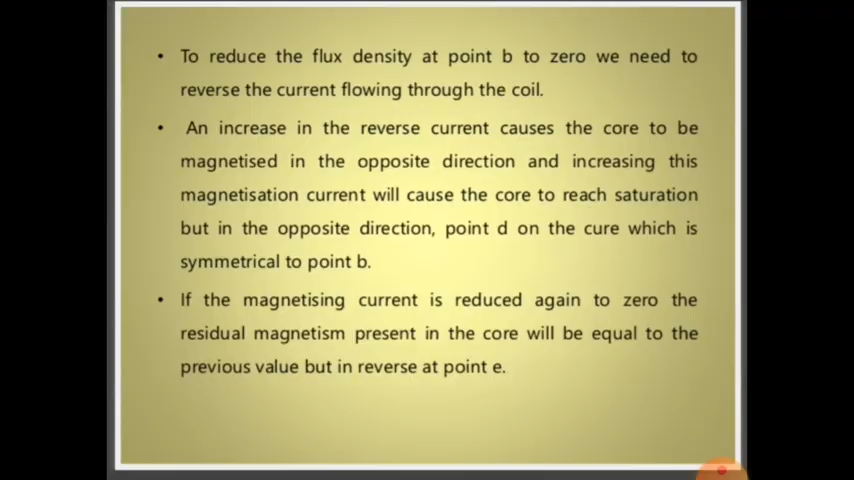 • To reduce the flux density at point b to zero we need to
reverse the current flowing through the coil.
• An increase in the reverse current causes the core to be
magnetised in the opposite direction and increasing this
magnetisation current will cause the core to reach saturation
but in the opposite direction, point d on the cure which is
symmetrical to point b.
• If the magnetising current is reduced again to zero the
residual magnetism present in the core will be equal to the
previous value but in reverse at point e.